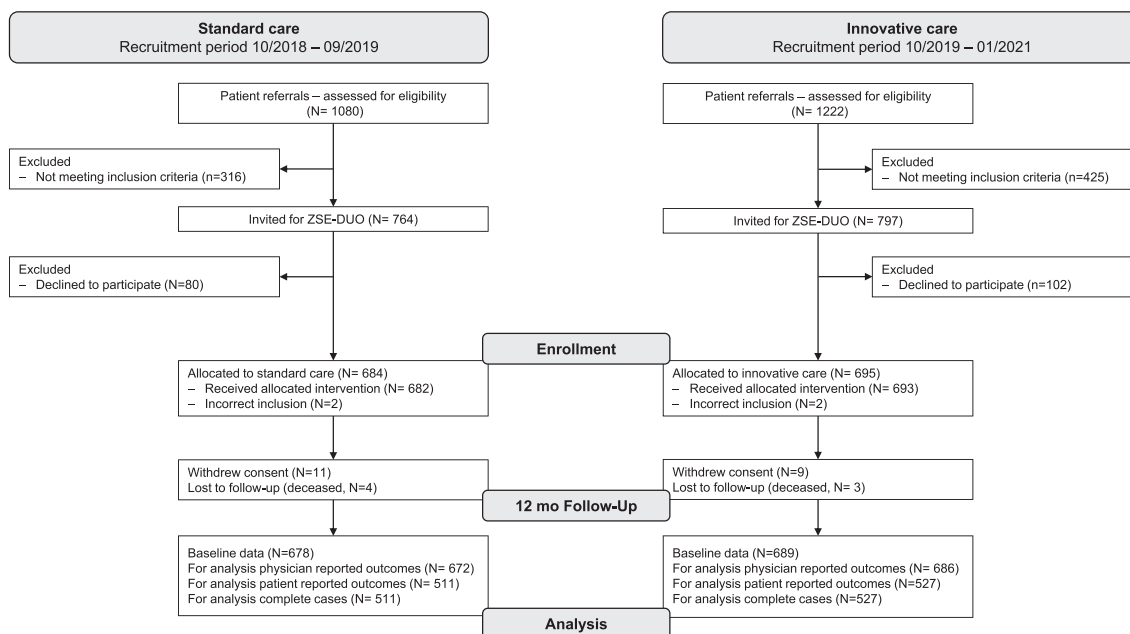 Standard care
Recruitment period 10/2018 – 09/2019
Innovative care
Recruitment period 10/2019 – 01/2021
Patient referrals – assessed for eligibility
(N= 1080)
Patient referrals – assessed for eligibility
(N= 1222)
Excluded
– Not meeting inclusion criteria (n=316)
Excluded
– Not meeting inclusion criteria (n=425)
Invited for ZSE-DUO (N= 764)
Invited for ZSE-DUO (N= 797)
Excluded
– Declined to participate (N=80)
Excluded
– Declined to participate (n=102)
Enrollment
Allocated to standard care (N= 684)
– Received allocated intervention (N= 682)
– Incorrect inclusion (N=2)
Allocated to innovative care (N= 695)
– Received allocated intervention (N= 693)
– Incorrect inclusion (N=2)
Withdrew consent (N=11)
Lost to follow-up (deceased, N=4)
Withdrew consent (N=9)
Lost to follow-up (deceased, N= 3)
12 mo Follow-Up
Baseline data (N=678)
For analysis physician reported outcomes (N= 672)
For analysis patient reported outcomes (N= 511)
For analysis complete cases (N= 511)
Baseline data (N=689)
For analysis physician reported outcomes (N= 686)
For analysis patient reported outcomes (N=527)
For analysis complete cases (N=527)
Analysis